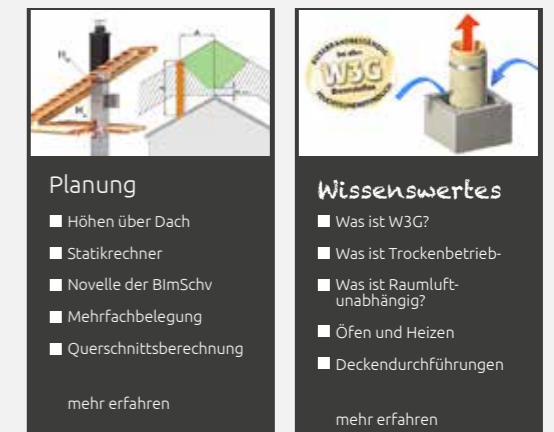 A
W3G
Planung
Höhen über Dach
Statikrechner
Novelle der BImSchv
Mehrfachbelegung
Querschnittsberechnung
mehr erfahren
Wissenswertes
Was ist W3G?
Was ist Trockenbetrieb-
Was ist Raumluft-
unabhängig?
Öfen und Heizen
Deckendurchführungen
mehr erfahren